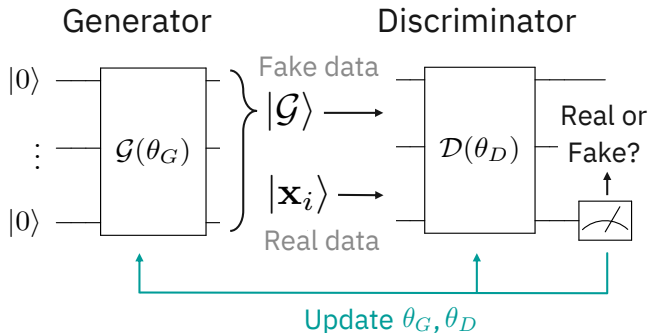 Generator
Discriminator
|0⟩
⋮
|0⟩
𝒢(θ_G)
Fake data
|𝒢⟩
|𝐱_i⟩
Real data
𝒟(θ_D)
Real or
Fake?
Update θ_G, θ_D